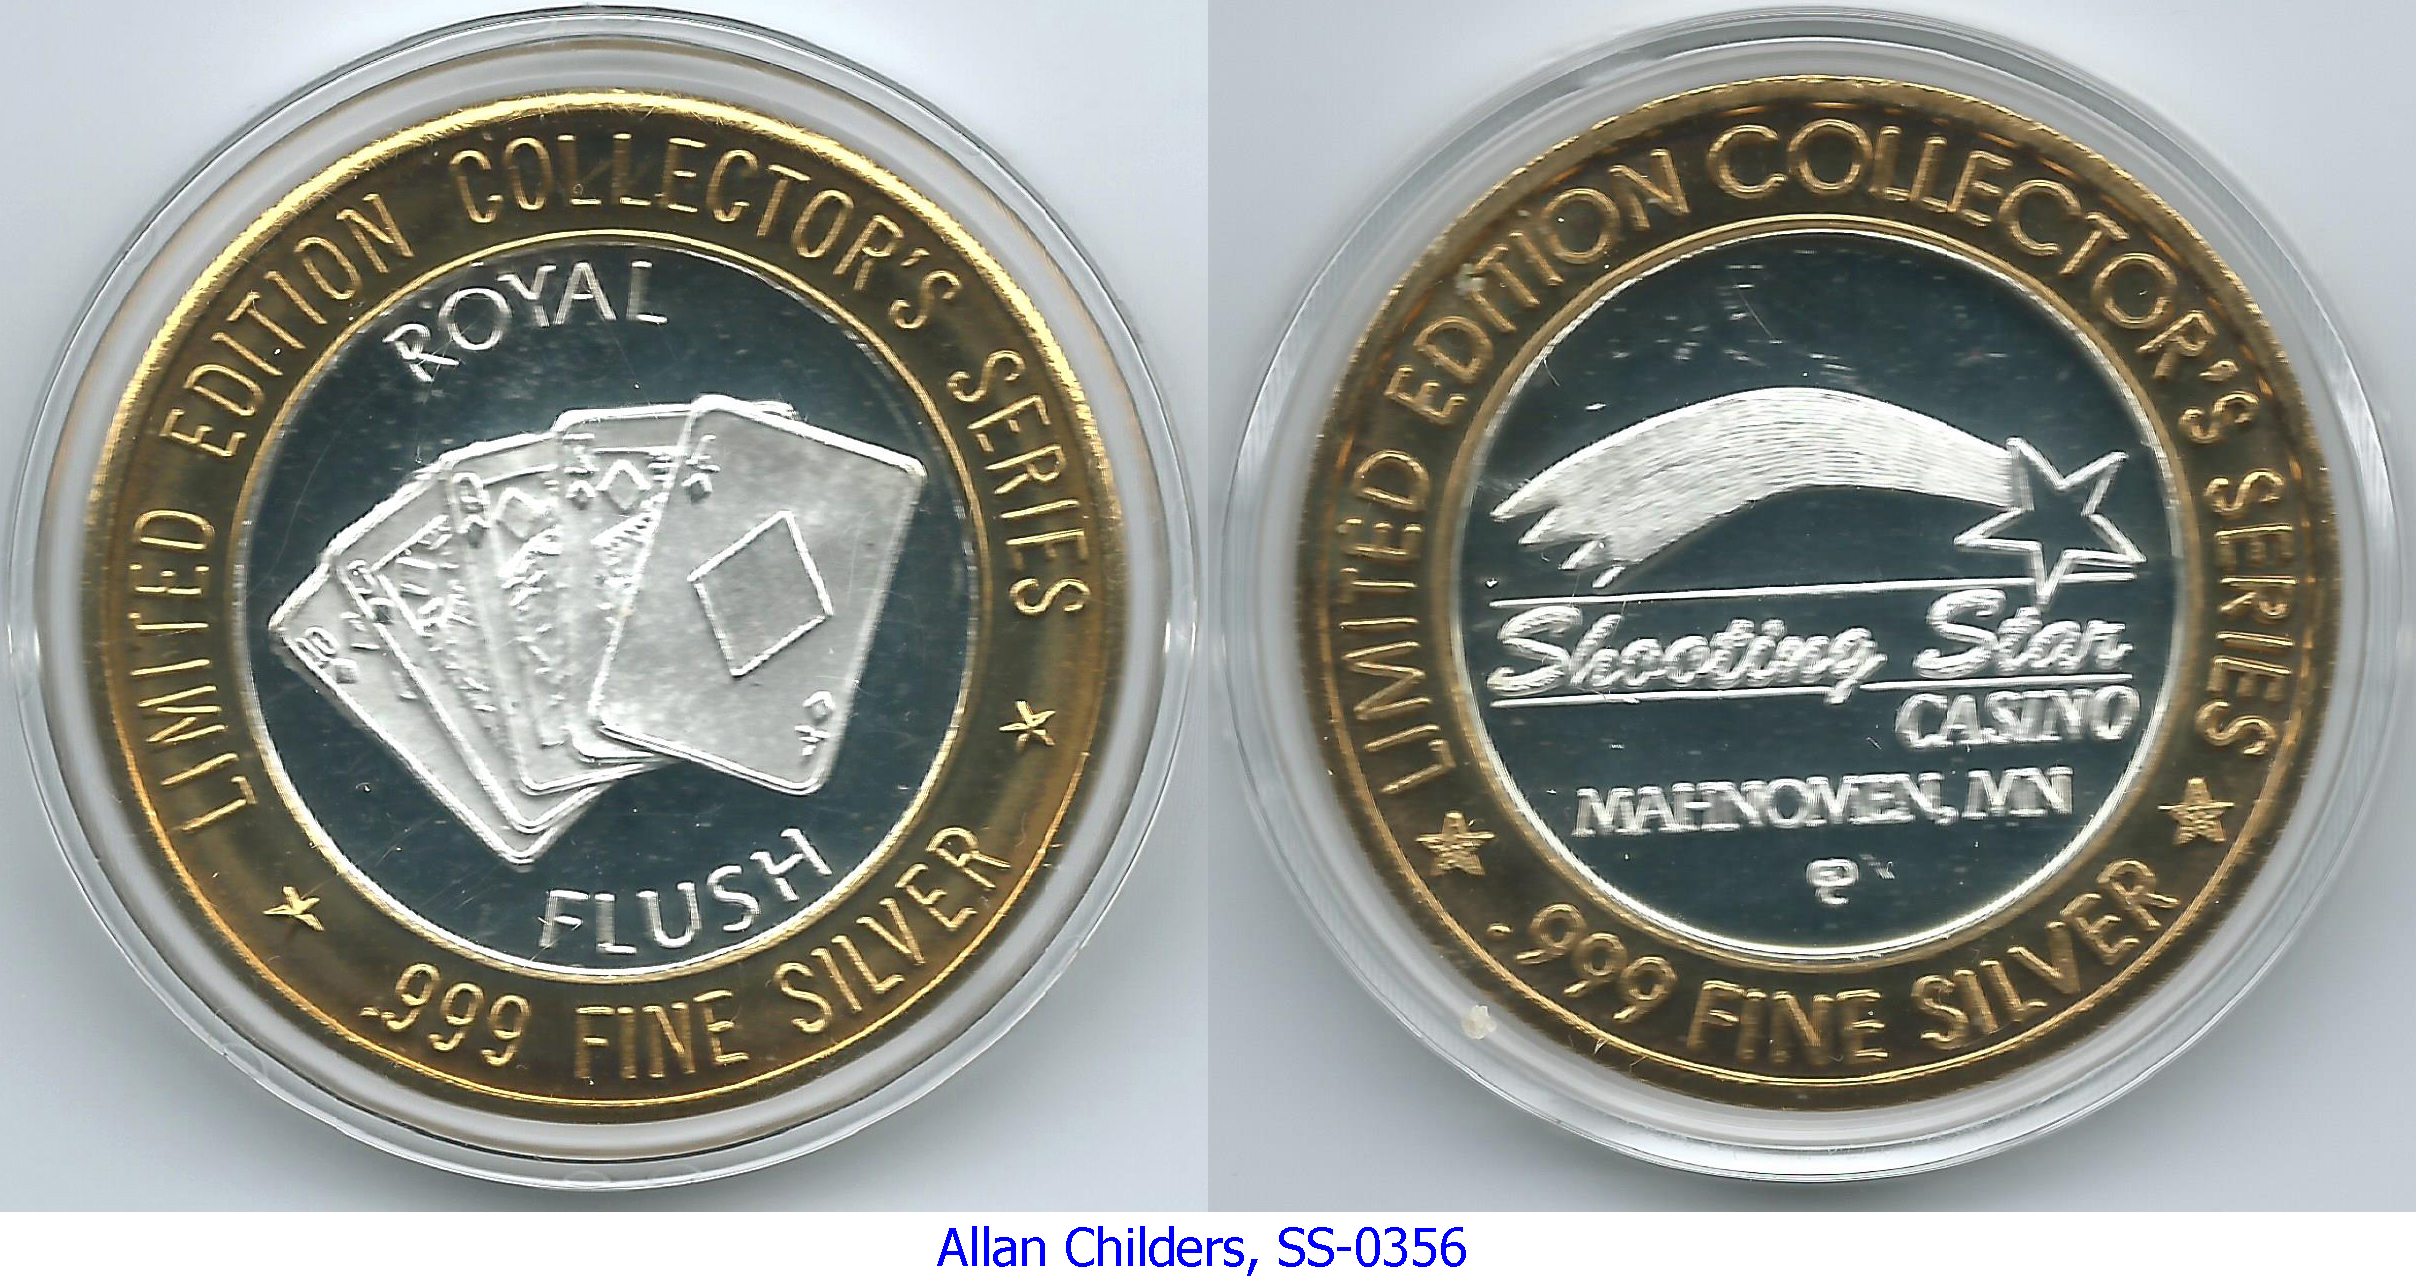 LIMITED EDITION COLLECTOR'S SERIES
ROYAL
FLUSH
.999 FINE SILVER
LIMITED EDITION COLLECTOR'S SERIES
Shooting Star
CASINO
MAHNOMEN, MN
.999 FINE SILVER
Allan Childers, SS-0356